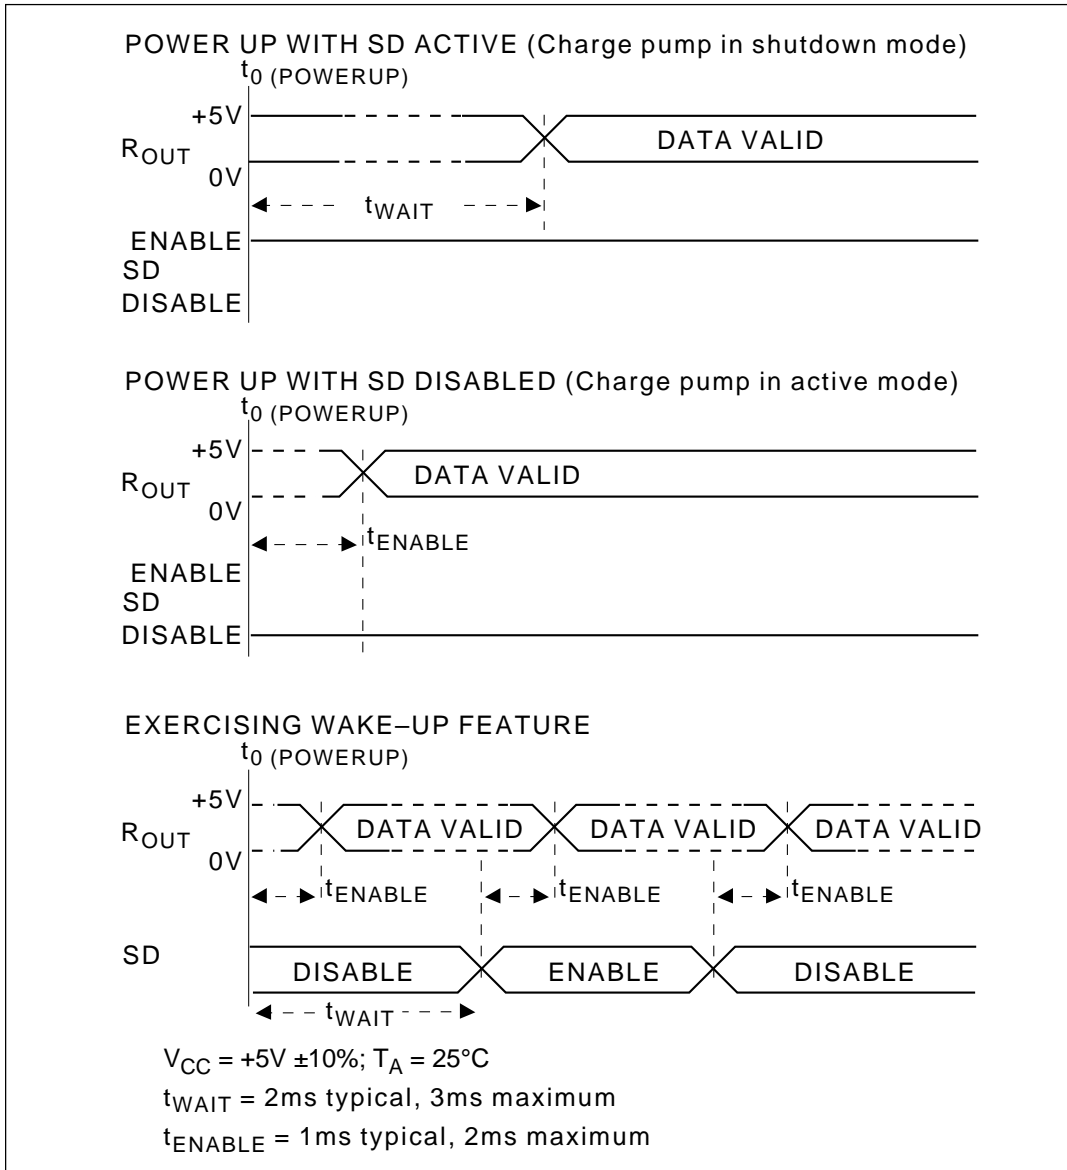 POWER UP WITH SD ACTIVE (Charge pump in shutdown mode)
t0 (POWERUP)
+5V
ROUT
DATA VALID
0V
tWAIT
ENABLE
SD
DISABLE
POWER UP WITH SD DISABLED (Charge pump in active mode)
t0 (POWERUP)
+5V
ROUT
DATA VALID
0V
tENABLE
ENABLE
SD
DISABLE
EXERCISING WAKE–UP FEATURE
t0 (POWERUP)
+5V
ROUT
DATA VALID DATA VALID DATA VALID
0V
tENABLE tENABLE tENABLE
SD
DISABLE ENABLE DISABLE
tWAIT
VCC = +5V ±10%; TA = 25°C
tWAIT = 2ms typical, 3ms maximum
tENABLE = 1ms typical, 2ms maximum